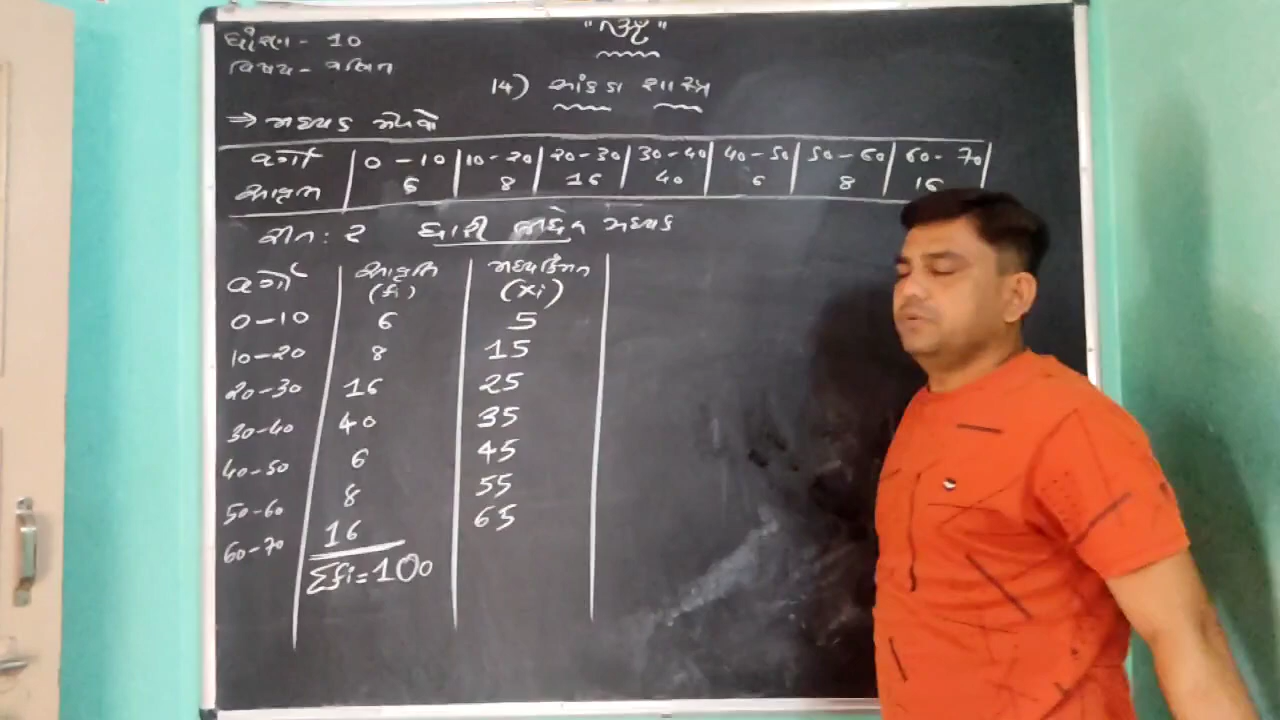 "ૐ"
ધોરણ - 10
વિષય - ગણિત
14) આંકડા શાસ્ત્ર
⇒ મધ્યક મેળવો
વર્ગો | 0 - 10 | 10 - 20 | 20 - 30 | 30 - 40 | 40 - 50 | 50 - 60 | 60 - 70 |
આવૃત્તિ | 6 | 8 | 16 | 40 | 6 | 8 | 16 |
રીત : 2 ધારી લીધેલ મધ્યક
વર્ગો | આવૃત્તિ (fi) | મધ્યકિંમત (xi) |
0-10 | 6 | 5
10-20 | 8 | 15
20-30 | 16 | 25
30-40 | 40 | 35
40-50 | 6 | 45
50-60 | 8 | 55
60-70 | 16 | 65
Σfi = 100